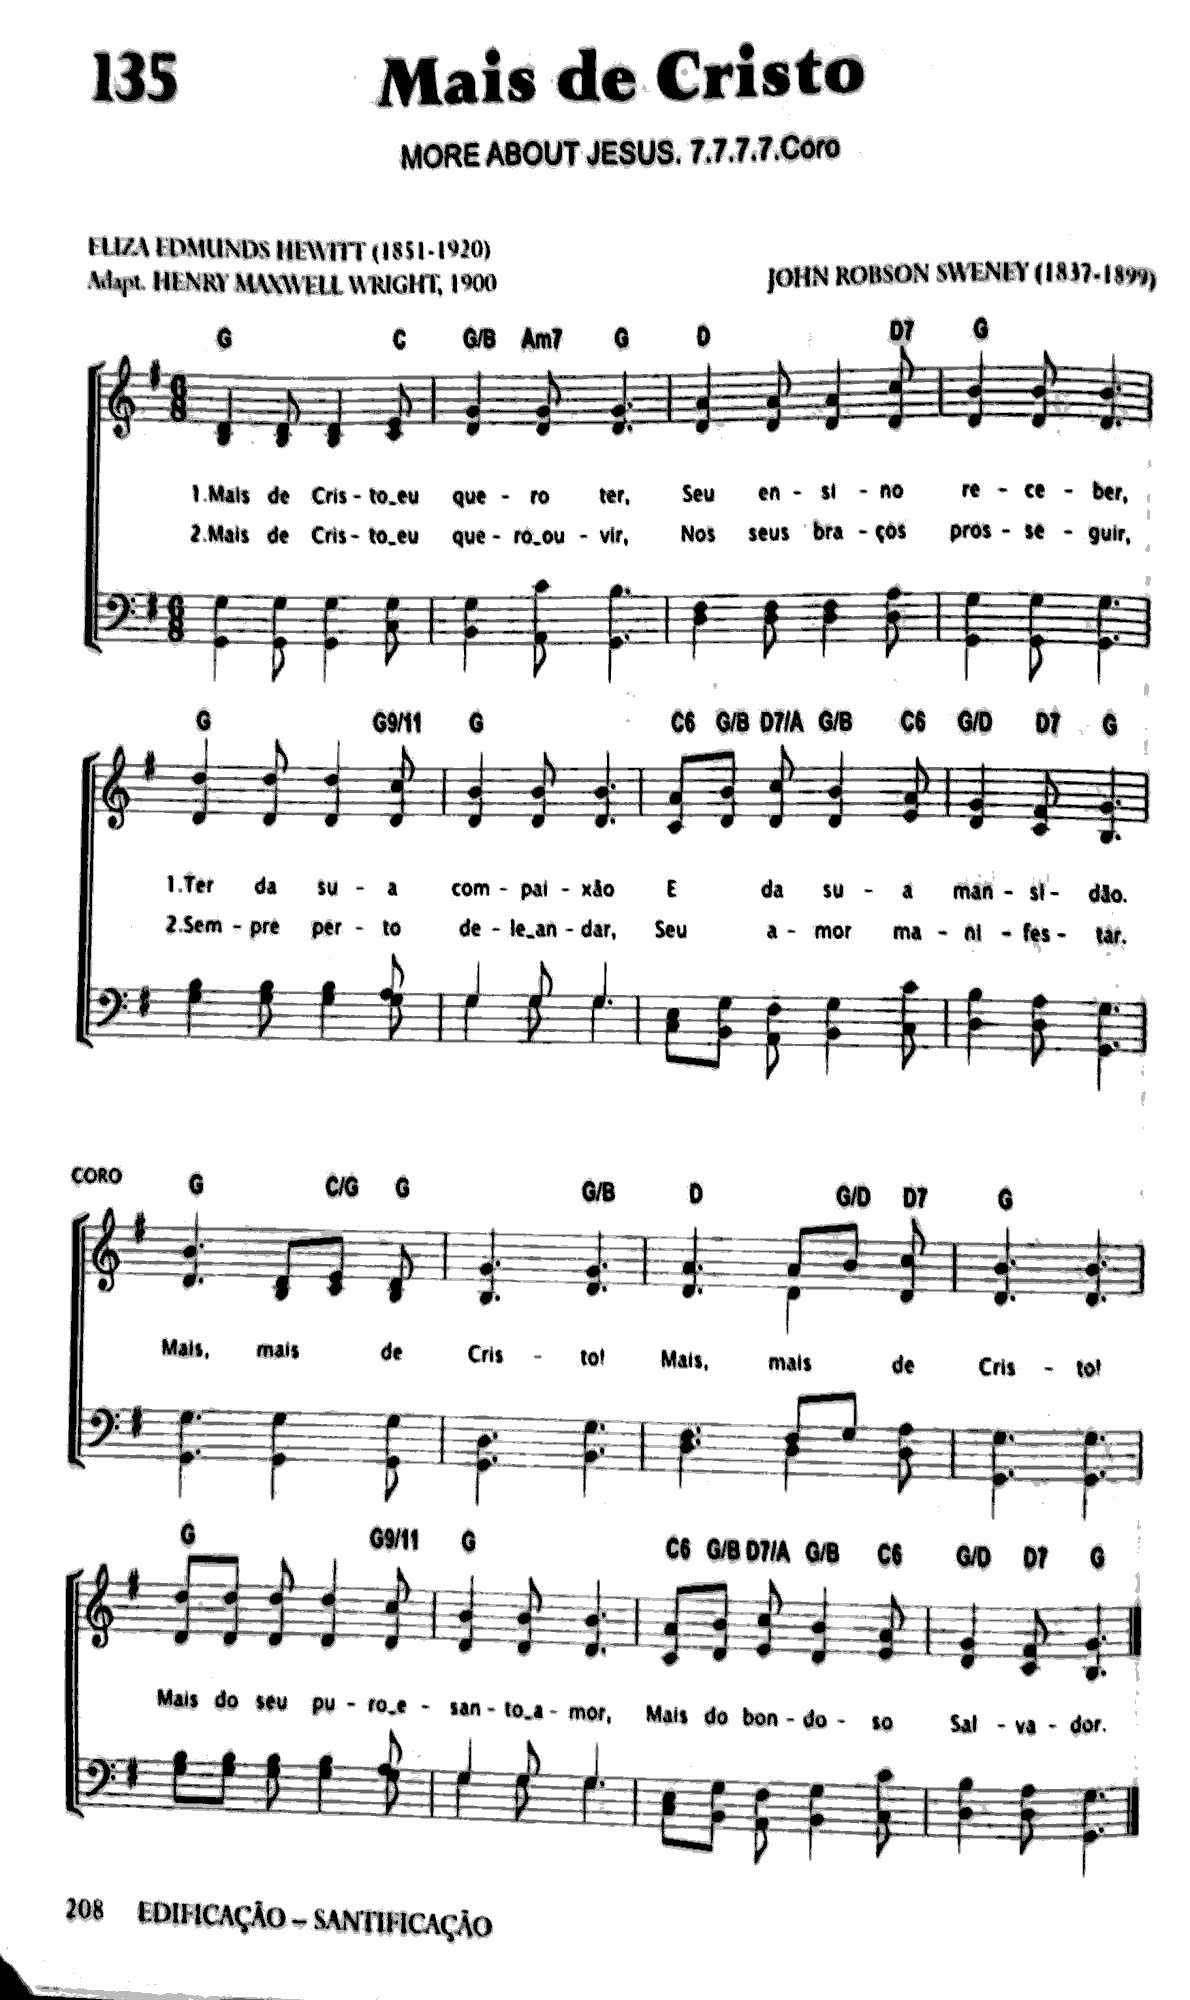 135 Mais de Cristo
MORE ABOUT JESUS. 7.7.7.7.Coro
ELIZA EDMUNDS HEWITT (1851-1920)
Adapt. HENRY MAXWELL WRIGHT, 1900
JOHN ROBSON SWENEY (1837-1899)
G C G/B Am7 G D D7 G
6 8
1.Mais de Cris - to_eu que - ro ter, Seu en - si - no re - ce - ber,
2.Mais de Cris - to_eu que - ro_ou - vir, Nos seus bra - ços pros - se - guir,
6 8
G G9/11 G C6 G/B D7/A G/B C6 G/D D7 G
1.Ter da su - a com - pai - xão E da su - a man - si - dão.
2.Sem - pre per - to de - le_an - dar, Seu a - mor ma - ni - fes - tar.
CORO
G C/G G G/B D G/D D7 G
Mais, mais de Cris - to! Mais, mais de Cris - to!
G G9/11 G C6 G/B D7/A G/B C6 G/D D7 G
Mais do seu pu - ro_e - san - to_a - mor, Mais do bon - do - so Sal - va - dor.
208 EDIFICAÇÃO – SANTIFICAÇÃO